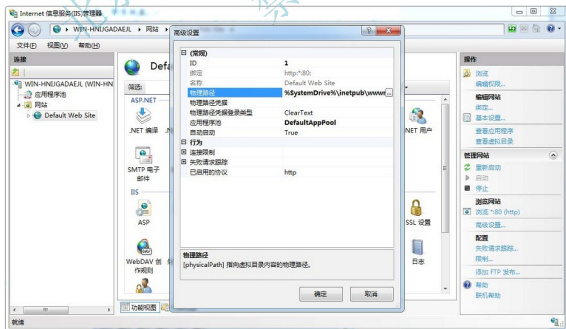 Internet 信息服务(IIS)管理器
WIN-HNIJGADAEJL
网站
文件(F) 视图(V) 帮助(H)
连接
WIN-HNIJGADAEJL (WIN-HN
应用程序池
网站
Default Web Site
筛选:
ASP.NET
.NET 编译
SMTP 电子
邮件
IIS
ASP
WebDAV 创
作规则
功能视图
就绪
高级设置
(常规)
ID 1
绑定 http:*:80:
名称 Default Web Site
物理路径 %SystemDrive%\inetpub\wwwr
物理路径凭据
物理路径凭据登录类型 ClearText
应用程序池 DefaultAppPool
自动启动 True
行为
连接限制
失败请求跟踪
已启用的协议 http
物理路径
[physicalPath] 指向虚拟目录内容的物理路径。
确定 取消
.NET 用户
SSL 设置
日志
操作
浏览
编辑权限...
编辑网站
绑定...
基本设置...
查看应用程序
查看虚拟目录
管理网站
重新启动
启动
停止
浏览网站
浏览 *:80 (http)
高级设置...
配置
失败请求跟踪...
限制...
添加 FTP 发布...
帮助
联机帮助